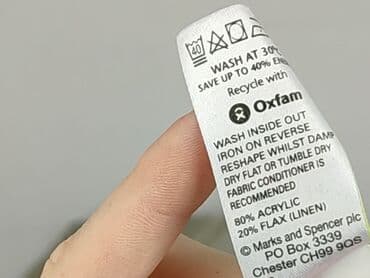 40
WASH AT 30°
SAVE UP TO 40%
Recycle with
Oxfam
WASH INSIDE OUT
IRON ON REVERSE
RESHAPE WHILST DAMP
DRY FLAT OR TUMBLE DRY
FABRIC CONDITIONER IS
RECOMMENDED
80% ACRYLIC
20% FLAX (LINEN)
© Marks and Spencer plc
PO Box 3339
hester CH99 9QS